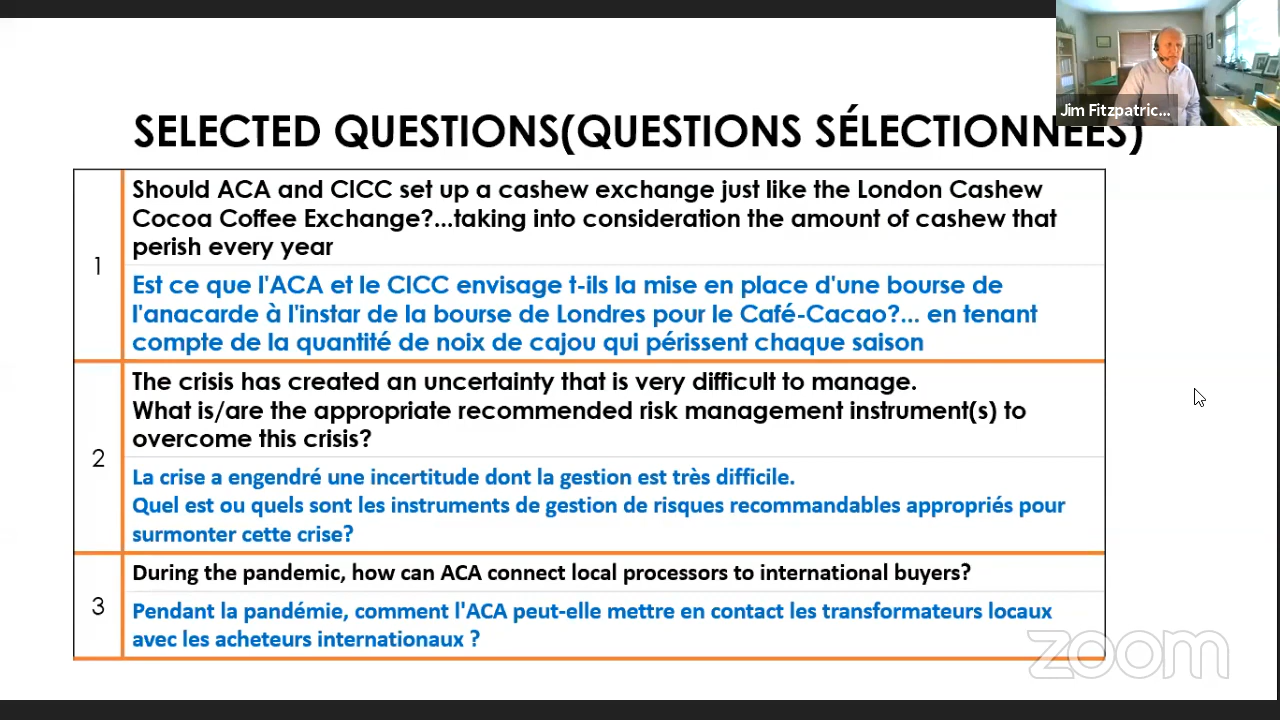 Jim Fitzpatric...
SELECTED QUESTIONS(QUESTIONS SÉLECTIONNÉES)
1
Should ACA and CICC set up a cashew exchange just like the London Cashew
Cocoa Coffee Exchange?...taking into consideration the amount of cashew that
perish every year
Est ce que l'ACA et le CICC envisage t-ils la mise en place d'une bourse de
l'anacarde à l'instar de la bourse de Londres pour le Café-Cacao?... en tenant
compte de la quantité de noix de cajou qui périssent chaque saison
2
The crisis has created an uncertainty that is very difficult to manage.
What is/are the appropriate recommended risk management instrument(s) to
overcome this crisis?
La crise a engendré une incertitude dont la gestion est très difficile.
Quel est ou quels sont les instruments de gestion de risques recommandables appropriés pour
surmonter cette crise?
3
During the pandemic, how can ACA connect local processors to international buyers?
Pendant la pandémie, comment l'ACA peut-elle mettre en contact les transformateurs locaux
avec les acheteurs internationaux ?
zoom